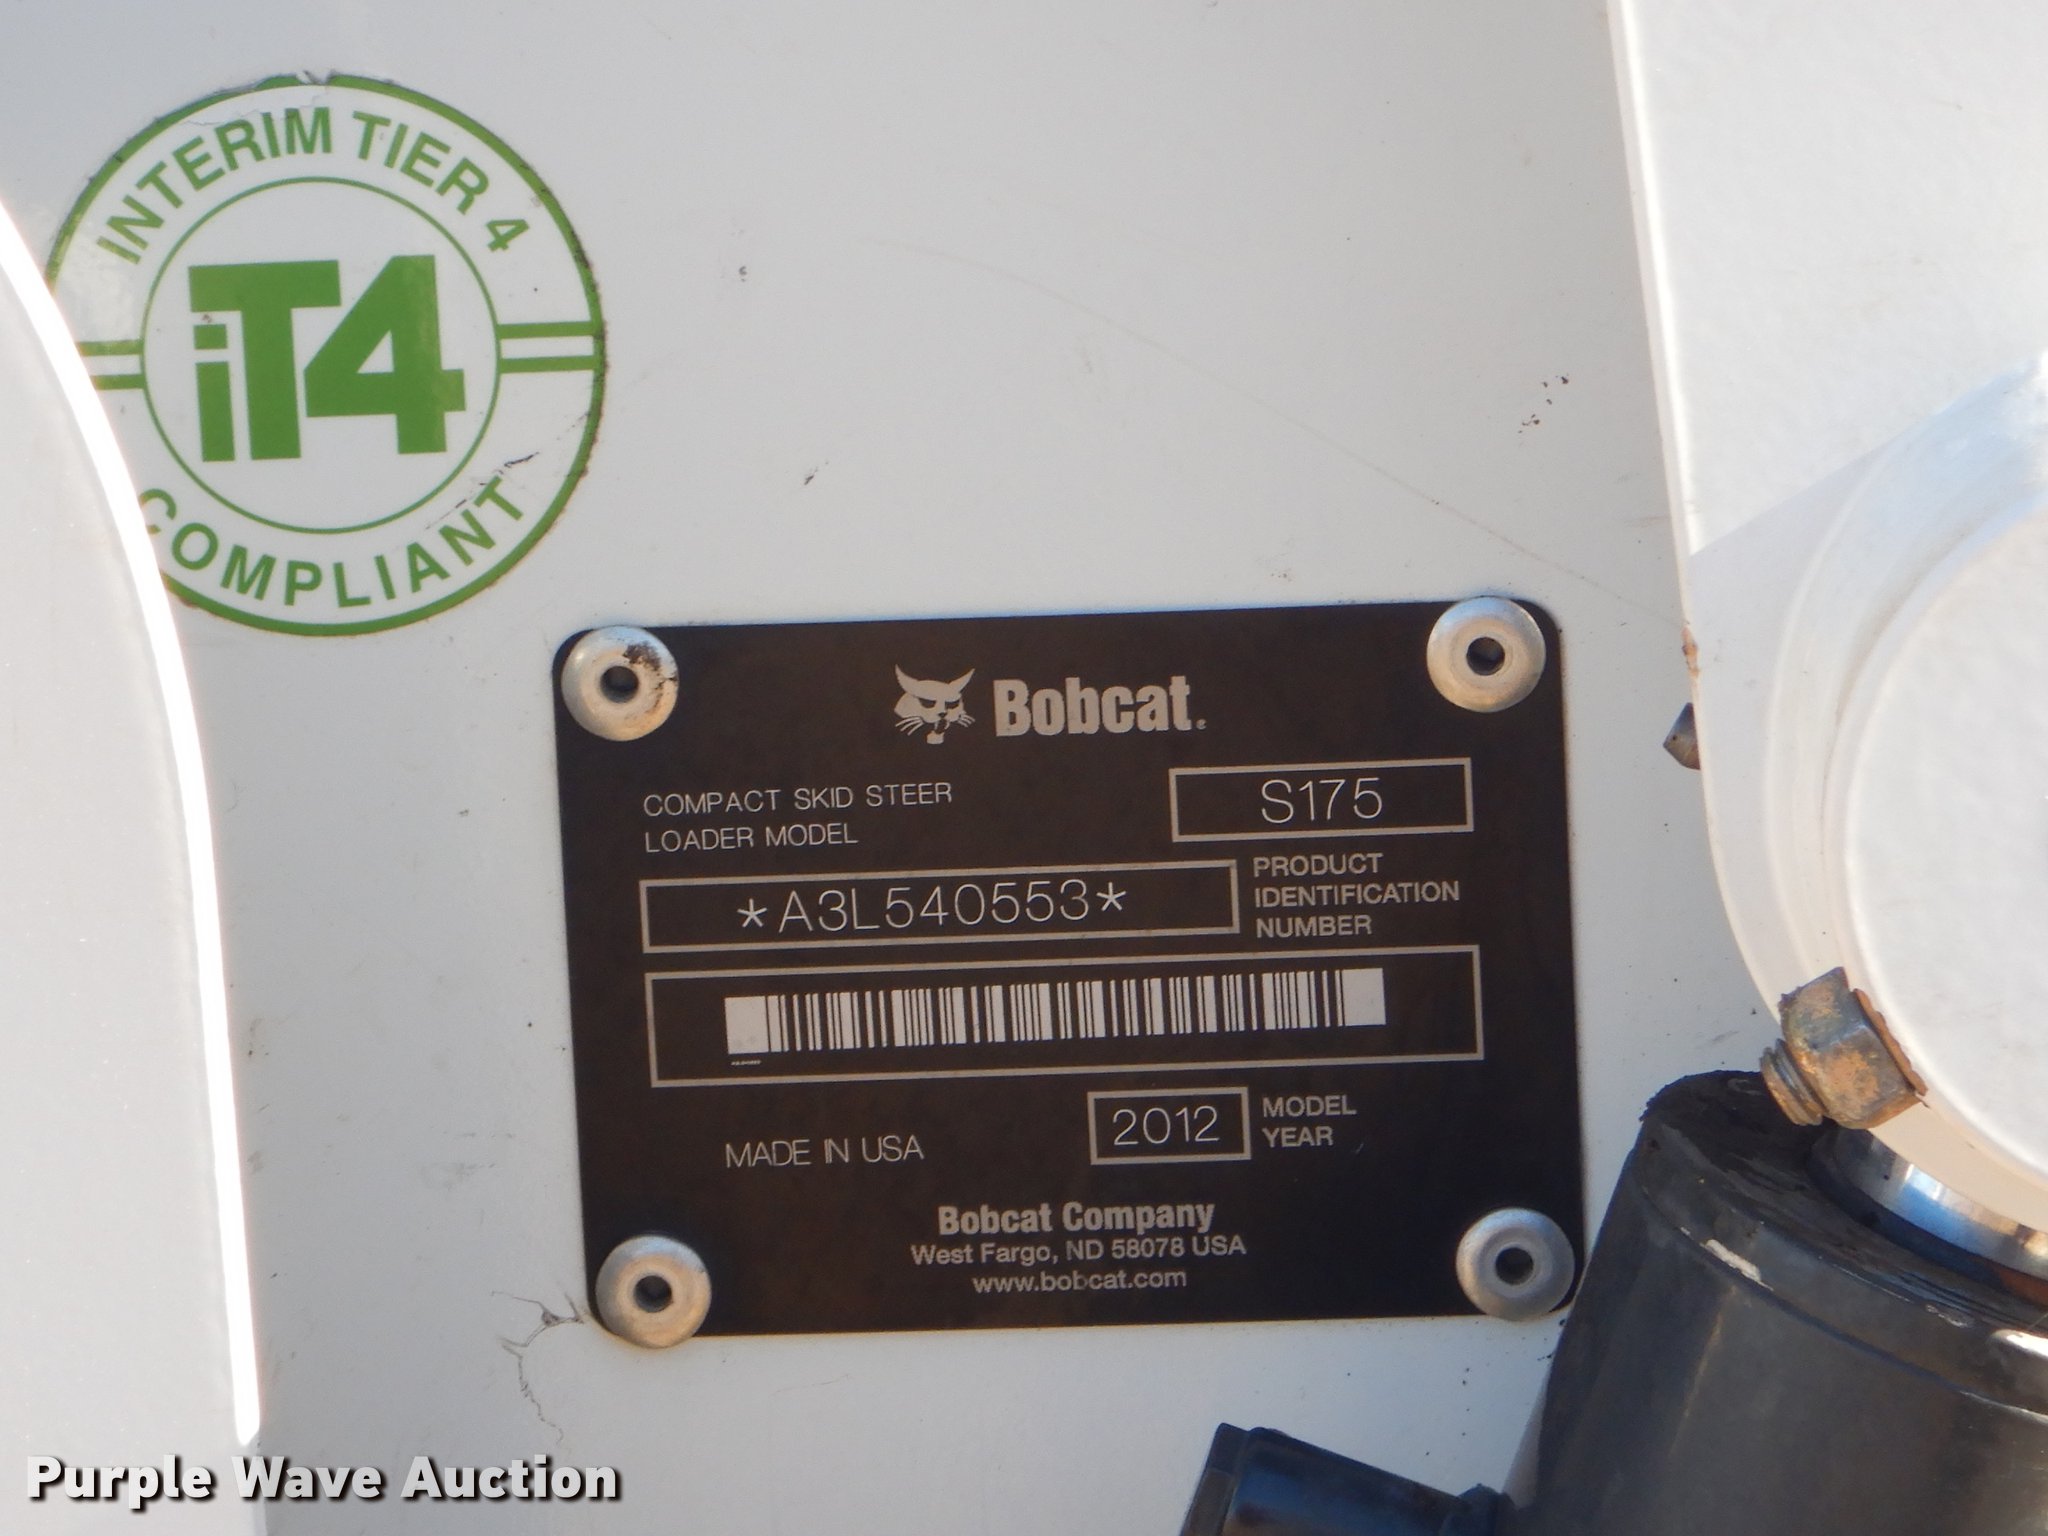 INTERIM TIER 4
iT4
COMPLIANT
Bobcat
COMPACT SKID STEER
LOADER MODEL
S175
*A3L540553*
PRODUCT
IDENTIFICATION
NUMBER
2012
MODEL
YEAR
MADE IN USA
Bobcat Company
West Fargo, ND 58078 USA
www.bobcat.com
Purple Wave Auction